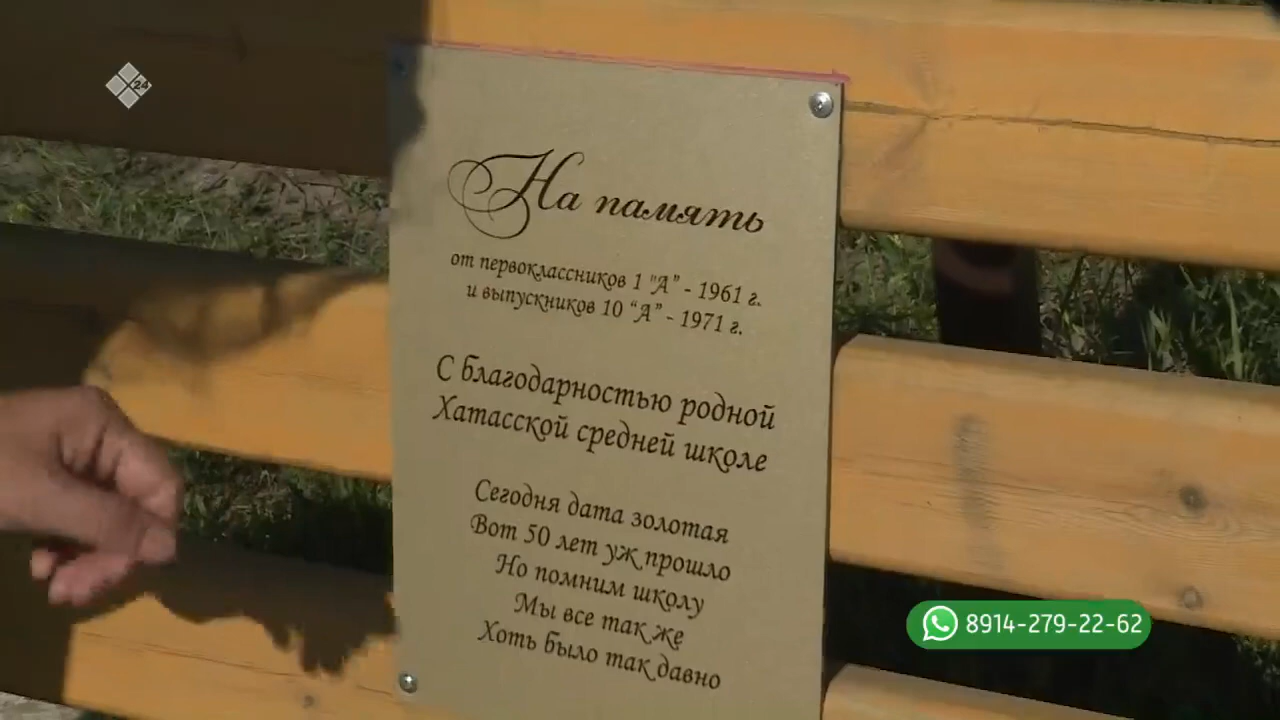 24
На память
от первоклассников 1 "А" - 1961 г.
и выпускников 10 "А" - 1971 г.
С благодарностью родной
Хатасской средней школе
Сегодня дата золотая
Вот 50 лет уж прошло
Но помним школу
Мы все так же
Хоть было так давно
8914-279-22-62